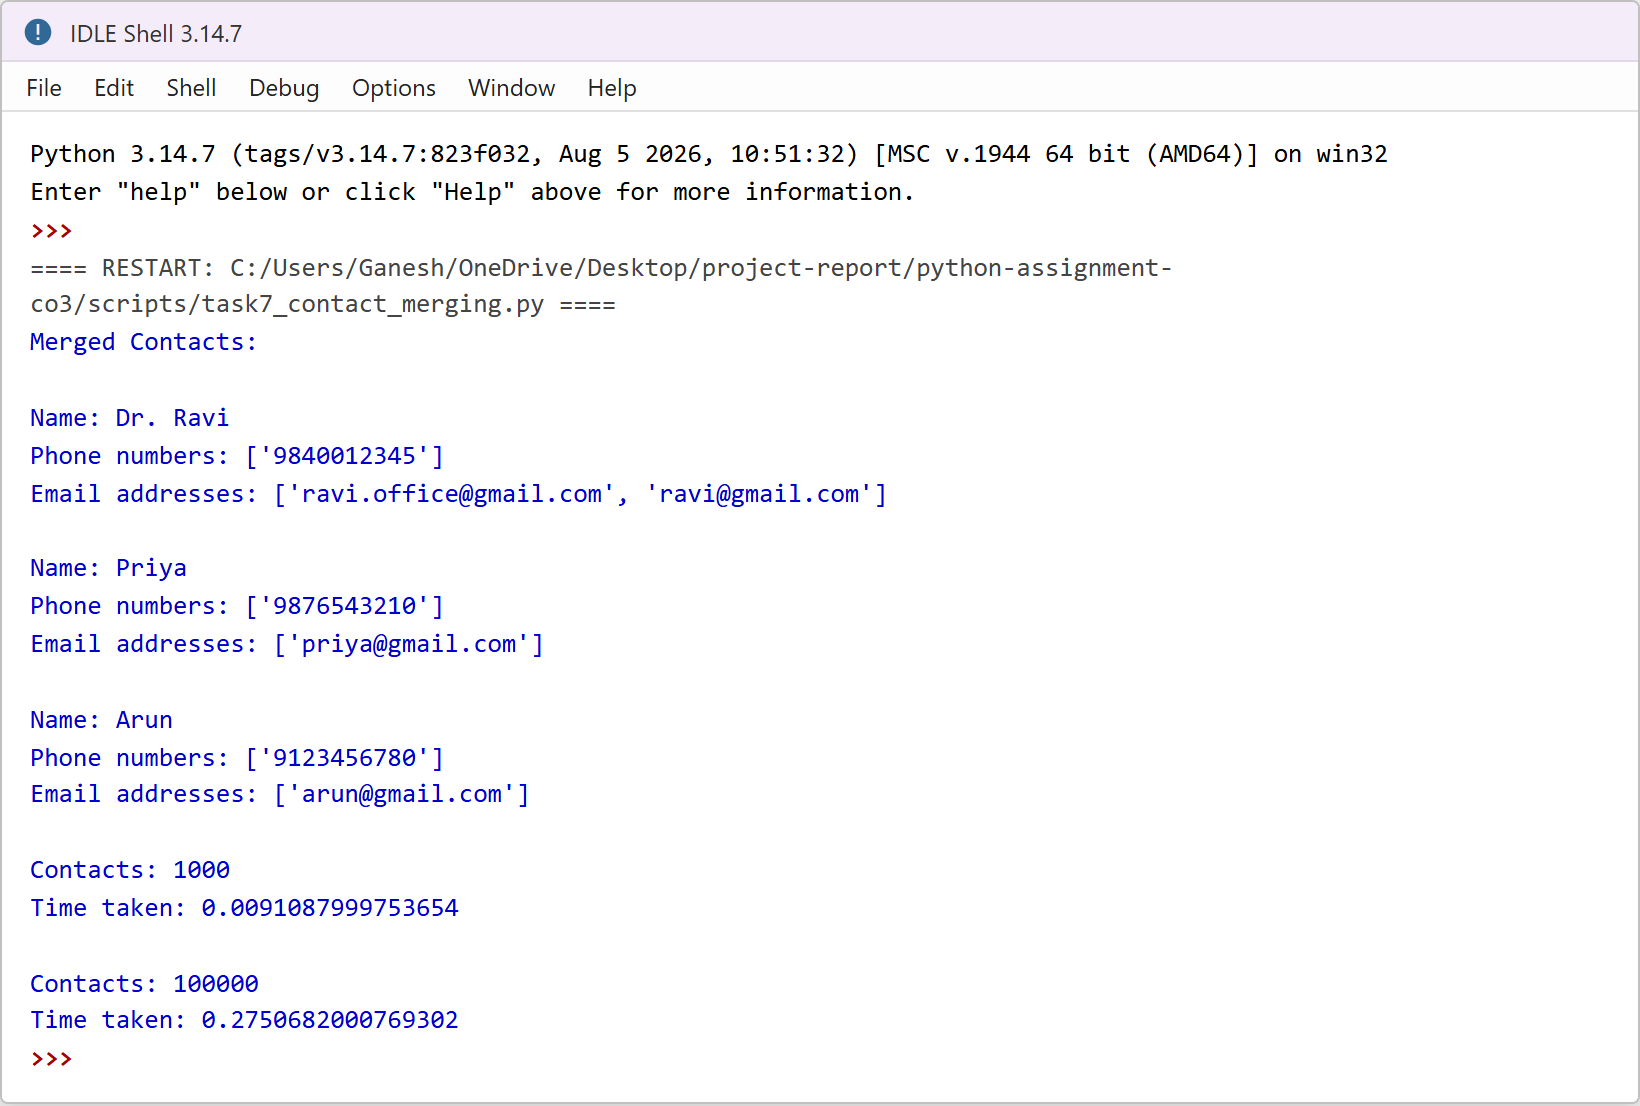 IDLE Shell 3.14.7
File Edit Shell Debug Options Window Help
Python 3.14.7 (tags/v3.14.7:823f032, Aug 5 2026, 10:51:32) [MSC v.1944 64 bit (AMD64)] on win32
Enter "help" below or click "Help" above for more information.
>>>
==== RESTART: C:/Users/Ganesh/OneDrive/Desktop/project-report/python-assignment-
co3/scripts/task7_contact_merging.py ====
Merged Contacts:
Name: Dr. Ravi
Phone numbers: ['9840012345']
Email addresses: ['ravi.office@gmail.com', 'ravi@gmail.com']
Name: Priya
Phone numbers: ['9876543210']
Email addresses: ['priya@gmail.com']
Name: Arun
Phone numbers: ['9123456780']
Email addresses: ['arun@gmail.com']
Contacts: 1000
Time taken: 0.0091087999753654
Contacts: 100000
Time taken: 0.2750682000769302
>>>